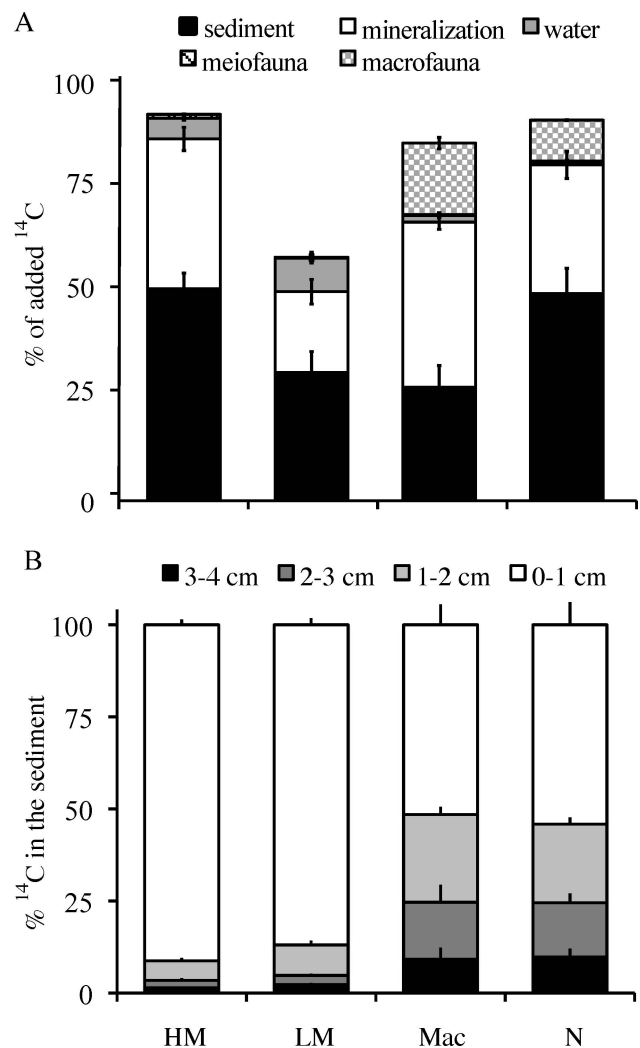 A
sediment mineralization water
meiofauna macrofauna
100
75
50
25
0
% of added ¹⁴C
B
3-4 cm 2-3 cm 1-2 cm 0-1 cm
100
75
50
25
0
% ¹⁴C in the sediment
HM LM Mac N